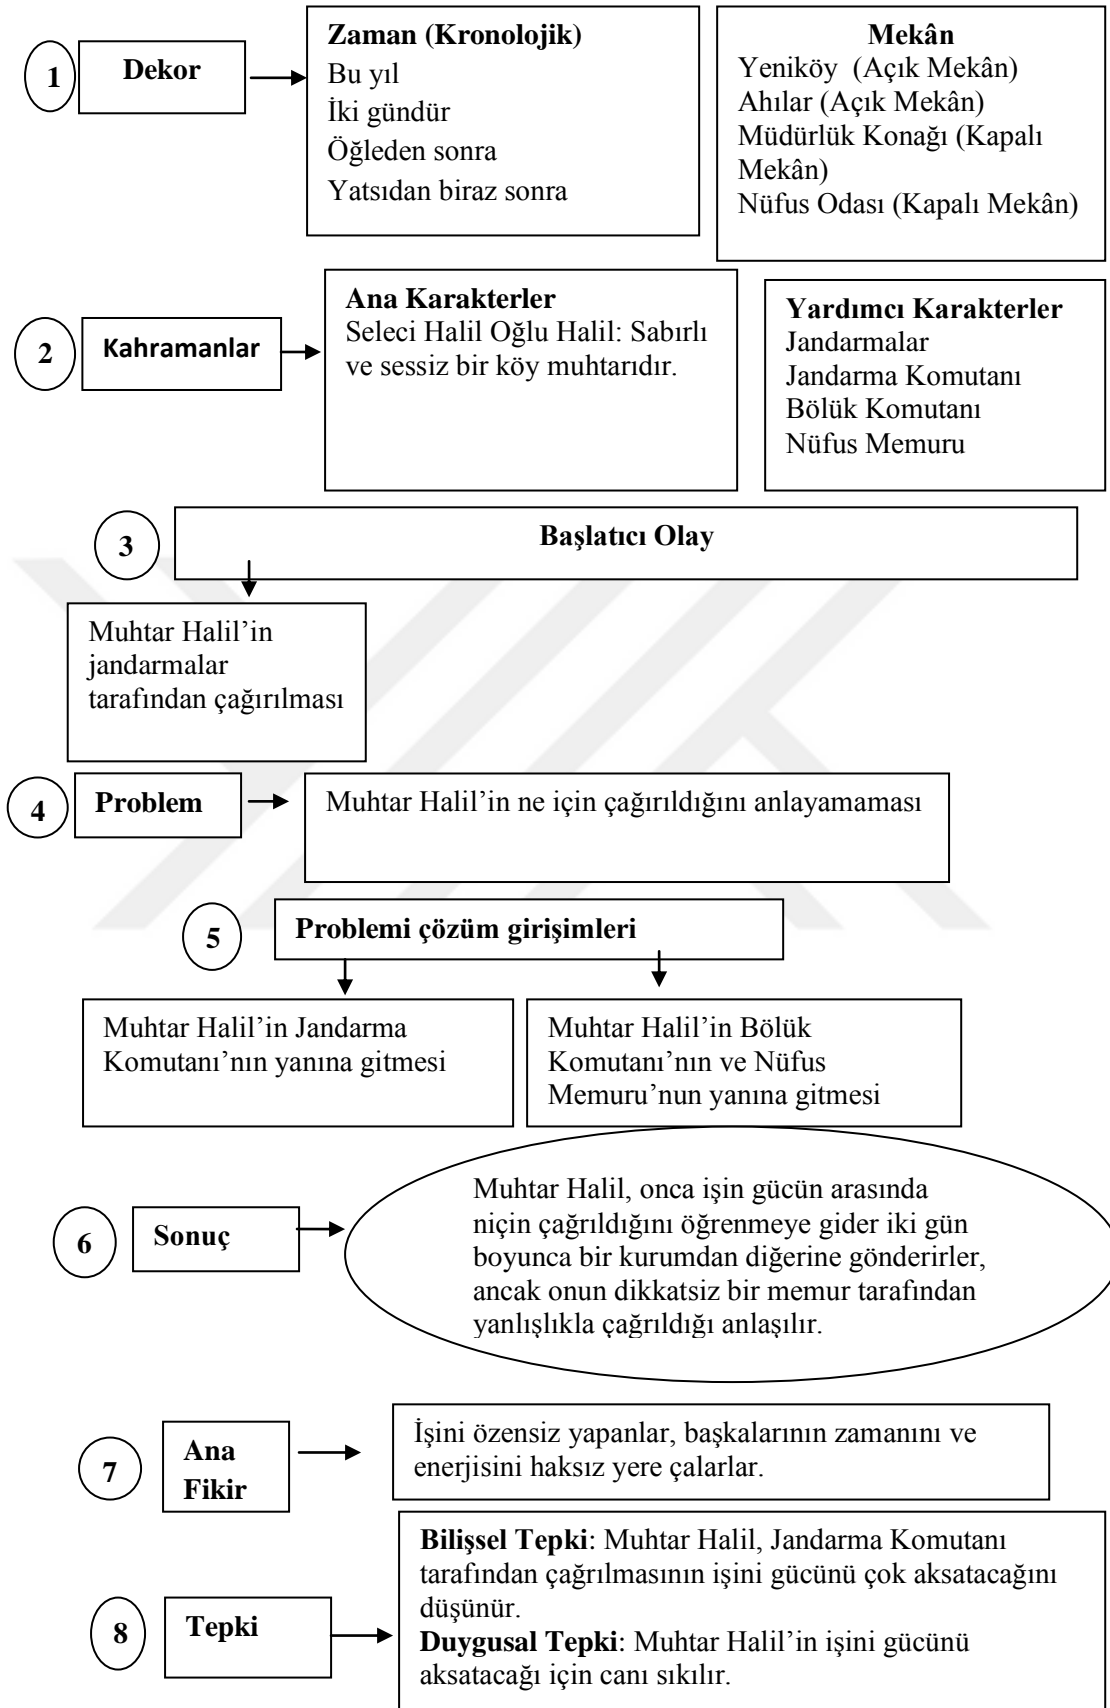 1
Dekor
Zaman (Kronolojik)
Bu yıl
İki gündür
Öğleden sonra
Yatsıdan biraz sonra
Mekân
Yeniköy  (Açık Mekân)
Ahılar (Açık Mekân)
Müdürlük Konağı (Kapalı
Mekân)
Nüfus Odası (Kapalı Mekân)
2
Kahramanlar
Ana Karakterler
Seleci Halil Oğlu Halil: Sabırlı
ve sessiz bir köy muhtarıdır.
Yardımcı Karakterler
Jandarmalar
Jandarma Komutanı
Bölük Komutanı
Nüfus Memuru
3
Başlatıcı Olay
Muhtar Halil’in
jandarmalar
tarafından çağırılması
4
Problem
Muhtar Halil’in ne için çağırıldığını anlayamaması
5
Problemi çözüm girişimleri
Muhtar Halil’in Jandarma
Komutanı’nın yanına gitmesi
Muhtar Halil’in Bölük
Komutanı’nın ve Nüfus
Memuru’nun yanına gitmesi
6
Sonuç
Muhtar Halil, onca işin gücün arasında
niçin çağrıldığını öğrenmeye gider iki gün
boyunca bir kurumdan diğerine gönderirler,
ancak onun dikkatsiz bir memur tarafından
yanlışlıkla çağrıldığı anlaşılır.
7
Ana
Fikir
İşini özensiz yapanlar, başkalarının zamanını ve
enerjisini haksız yere çalarlar.
8
Tepki
Bilişsel Tepki: Muhtar Halil, Jandarma Komutanı
tarafından çağrılmasının işini gücünü çok aksatacağını
düşünür.
Duygusal Tepki: Muhtar Halil’in işini gücünü
aksatacağı için canı sıkılır.